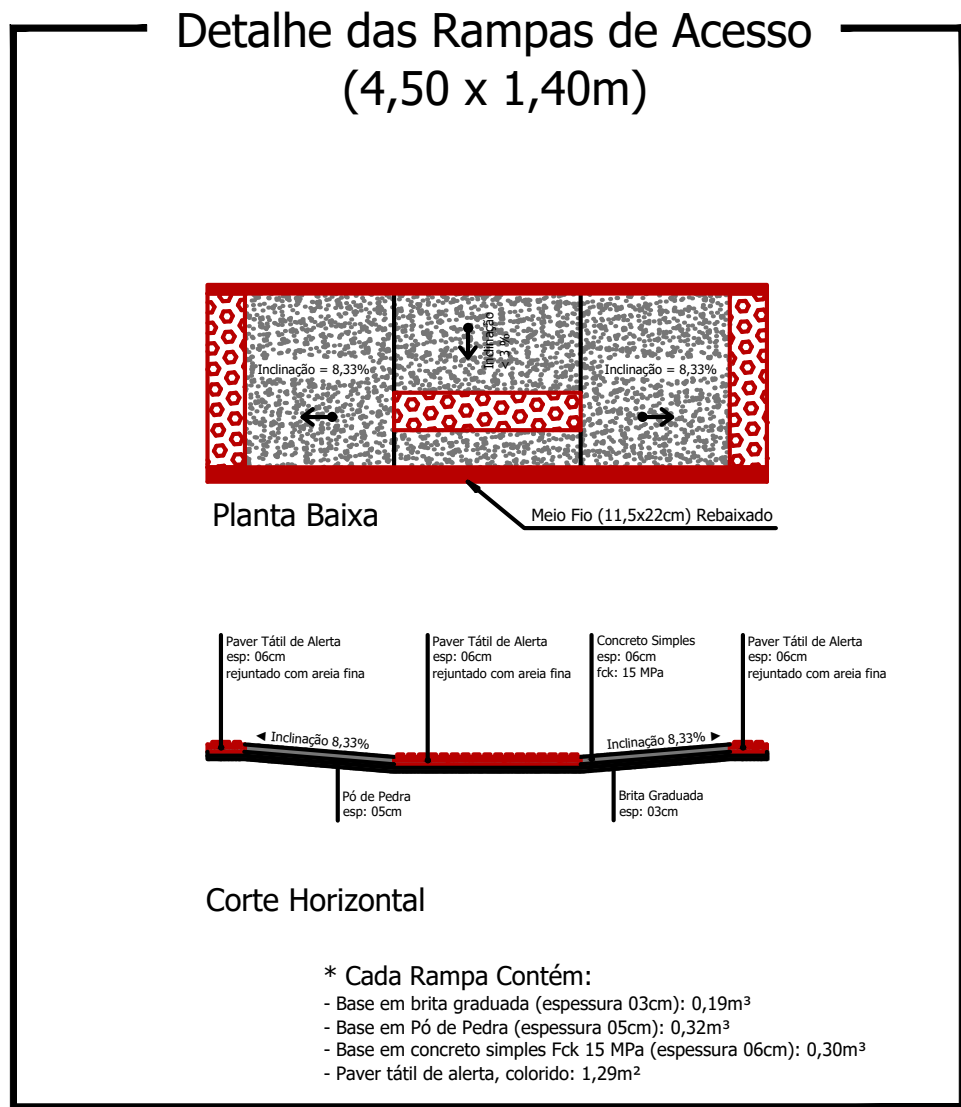 Detalhe das Rampas de Acesso
(4,50 x 1,40m)
Inclinação
< 3 %
Inclinação = 8,33%
Inclinação = 8,33%
Planta Baixa
Meio Fio (11,5x22cm) Rebaixado
Paver Tátil de Alerta
esp: 06cm
rejuntado com areia fina
Paver Tátil de Alerta
esp: 06cm
rejuntado com areia fina
Concreto Simples
esp: 06cm
fck: 15 MPa
Paver Tátil de Alerta
esp: 06cm
rejuntado com areia fina
◄ Inclinação 8,33%
Inclinação 8,33% ►
Pó de Pedra
esp: 05cm
Brita Graduada
esp: 03cm
Corte Horizontal
* Cada Rampa Contém:
- Base em brita graduada (espessura 03cm): 0,19m³
- Base em Pó de Pedra (espessura 05cm): 0,32m³
- Base em concreto simples Fck 15 MPa (espessura 06cm): 0,30m³
- Paver tátil de alerta, colorido: 1,29m²